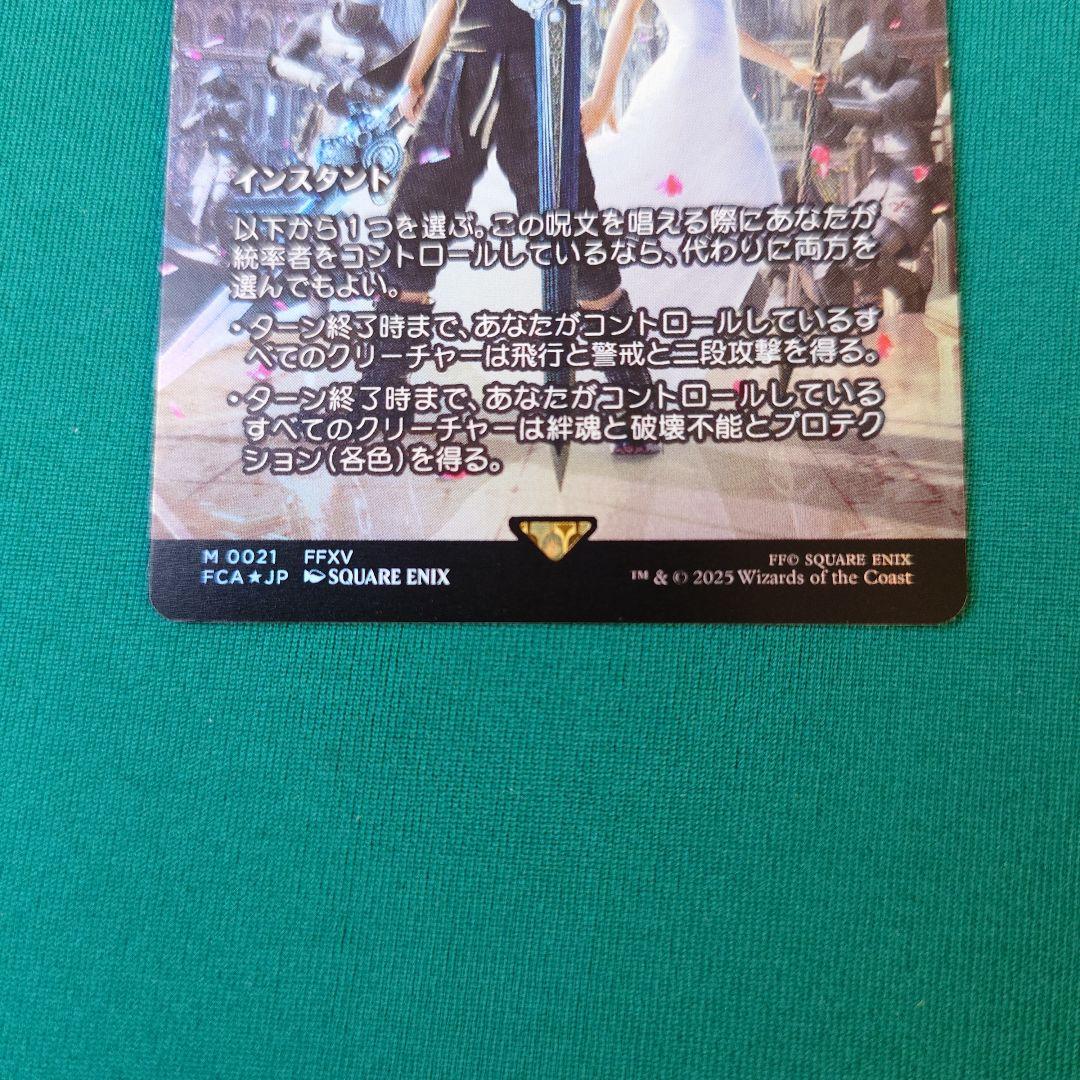 インスタント
以下から1つを選ぶ。この呪文を唱える際にあなたが
統率者をコントロールしているなら、代わりに両方を
選んでもよい。
・ターン終了時まで、あなたがコントロールしているす
べてのクリーチャーは飛行と警戒と二段攻撃を得る。
・ターン終了時まで、あなたがコントロールしている
すべてのクリーチャーは絆魂と破壊不能とプロテク
ション(各色)を得る。
M 0021 FFXV
FCA★JP SQUARE ENIX
FF© SQUARE ENIX
™ & © 2025 Wizards of the Coast